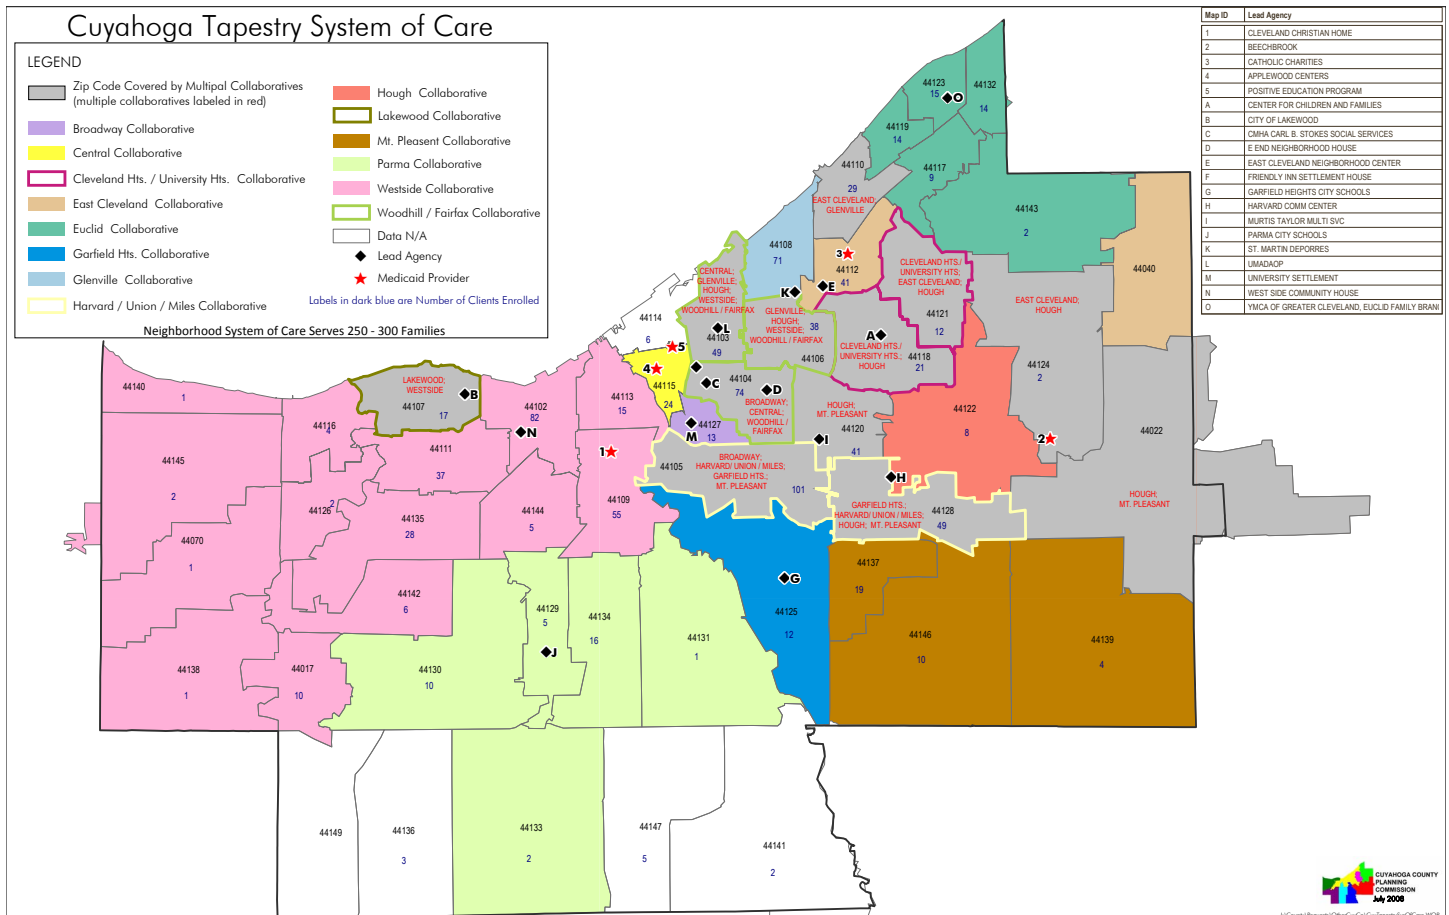 Cuyahoga Tapestry System of Care
LEGEND
Zip Code Covered by Multipal Collaboratives
(multiple collaboratives labeled in red)
Broadway Collaborative
Central Collaborative
Cleveland Hts. / University Hts. Collaborative
East Cleveland Collaborative
Euclid Collaborative
Garfield Hts. Collaborative
Glenville Collaborative
Harvard / Union / Miles Collaborative
Hough Collaborative
Lakewood Collaborative
Mt. Pleasent Collaborative
Parma Collaborative
Westside Collaborative
Woodhill / Fairfax Collaborative
Data N/A
Lead Agency
Medicaid Provider
Labels in dark blue are Number of Clients Enrolled
Neighborhood System of Care Serves 250 - 300 Families
Map ID Lead Agency
1 CLEVELAND CHRISTIAN HOME
2 BEECHBROOK
3 CATHOLIC CHARITIES
4 APPLEWOOD CENTERS
5 POSITIVE EDUCATION PROGRAM
A CENTER FOR CHILDREN AND FAMILIES
B CITY OF LAKEWOOD
C CMHA CARL B. STOKES SOCIAL SERVICES
D E END NEIGHBORHOOD HOUSE
E EAST CLEVELAND NEIGHBORHOOD CENTER
F FRIENDLY INN SETTLEMENT HOUSE
G GARFIELD HEIGHTS CITY SCHOOLS
H HARVARD COMM CENTER
I MURTIS TAYLOR MULTI SVC
J PARMA CITY SCHOOLS
K ST. MARTIN DEPORRES
L UMADAOP
M UNIVERSITY SETTLEMENT
N WEST SIDE COMMUNITY HOUSE
O YMCA OF GREATER CLEVELAND, EUCLID FAMILY BRAN
44123
15
O
44132
14
44119
14
44117
9
44110
29
EAST CLEVELAND;
GLENVILLE
44143
2
44108
71
3
44112
41
K
E
44040
CLEVELAND HTS./
UNIVERSITY HTS;
EAST CLEVELAND;
HOUGH
44121
12
EAST CLEVELAND;
HOUGH
44124
2
CENTRAL;
GLENVILLE;
HOUGH;
WESTSIDE;
WOODHILL / FAIRFAX
L
44103
49
GLENVILLE;
HOUGH;
WESTSIDE;
WOODHILL / FAIRFAX
38
44106
A
CLEVELAND HTS./
UNIVERSITY HTS.;
HOUGH
44118
21
44114
6
5
4
44115
24
C
44104
74
D
BROADWAY;
CENTRAL;
WOODHILL /
FAIRFAX
HOUGH;
MT. PLEASANT
44120
41
I
44122
8
2
44022
HOUGH;
MT. PLEASANT
M
44127
13
44105
BROADWAY;
HARVARD/ UNION / MILES;
GARFIELD HTS.;
MT. PLEASANT
101
H
GARFIELD HTS.;
HARVARD/ UNION / MILES;
HOUGH; MT. PLEASANT
44128
49
44140
1
LAKEWOOD;
WESTSIDE
44107
17
B
44102
82
N
44113
15
1
44116
4
44111
37
44145
2
2
44126
44135
28
44144
5
44109
55
44070
1
44142
6
44138
1
44017
10
44130
10
44129
5
J
44134
16
44131
1
G
44125
12
44137
19
44146
10
44139
4
44149
44136
3
44133
2
44147
5
44141
2
CUYAHOGA COUNTY
PLANNING
COMMISSION
July 2008